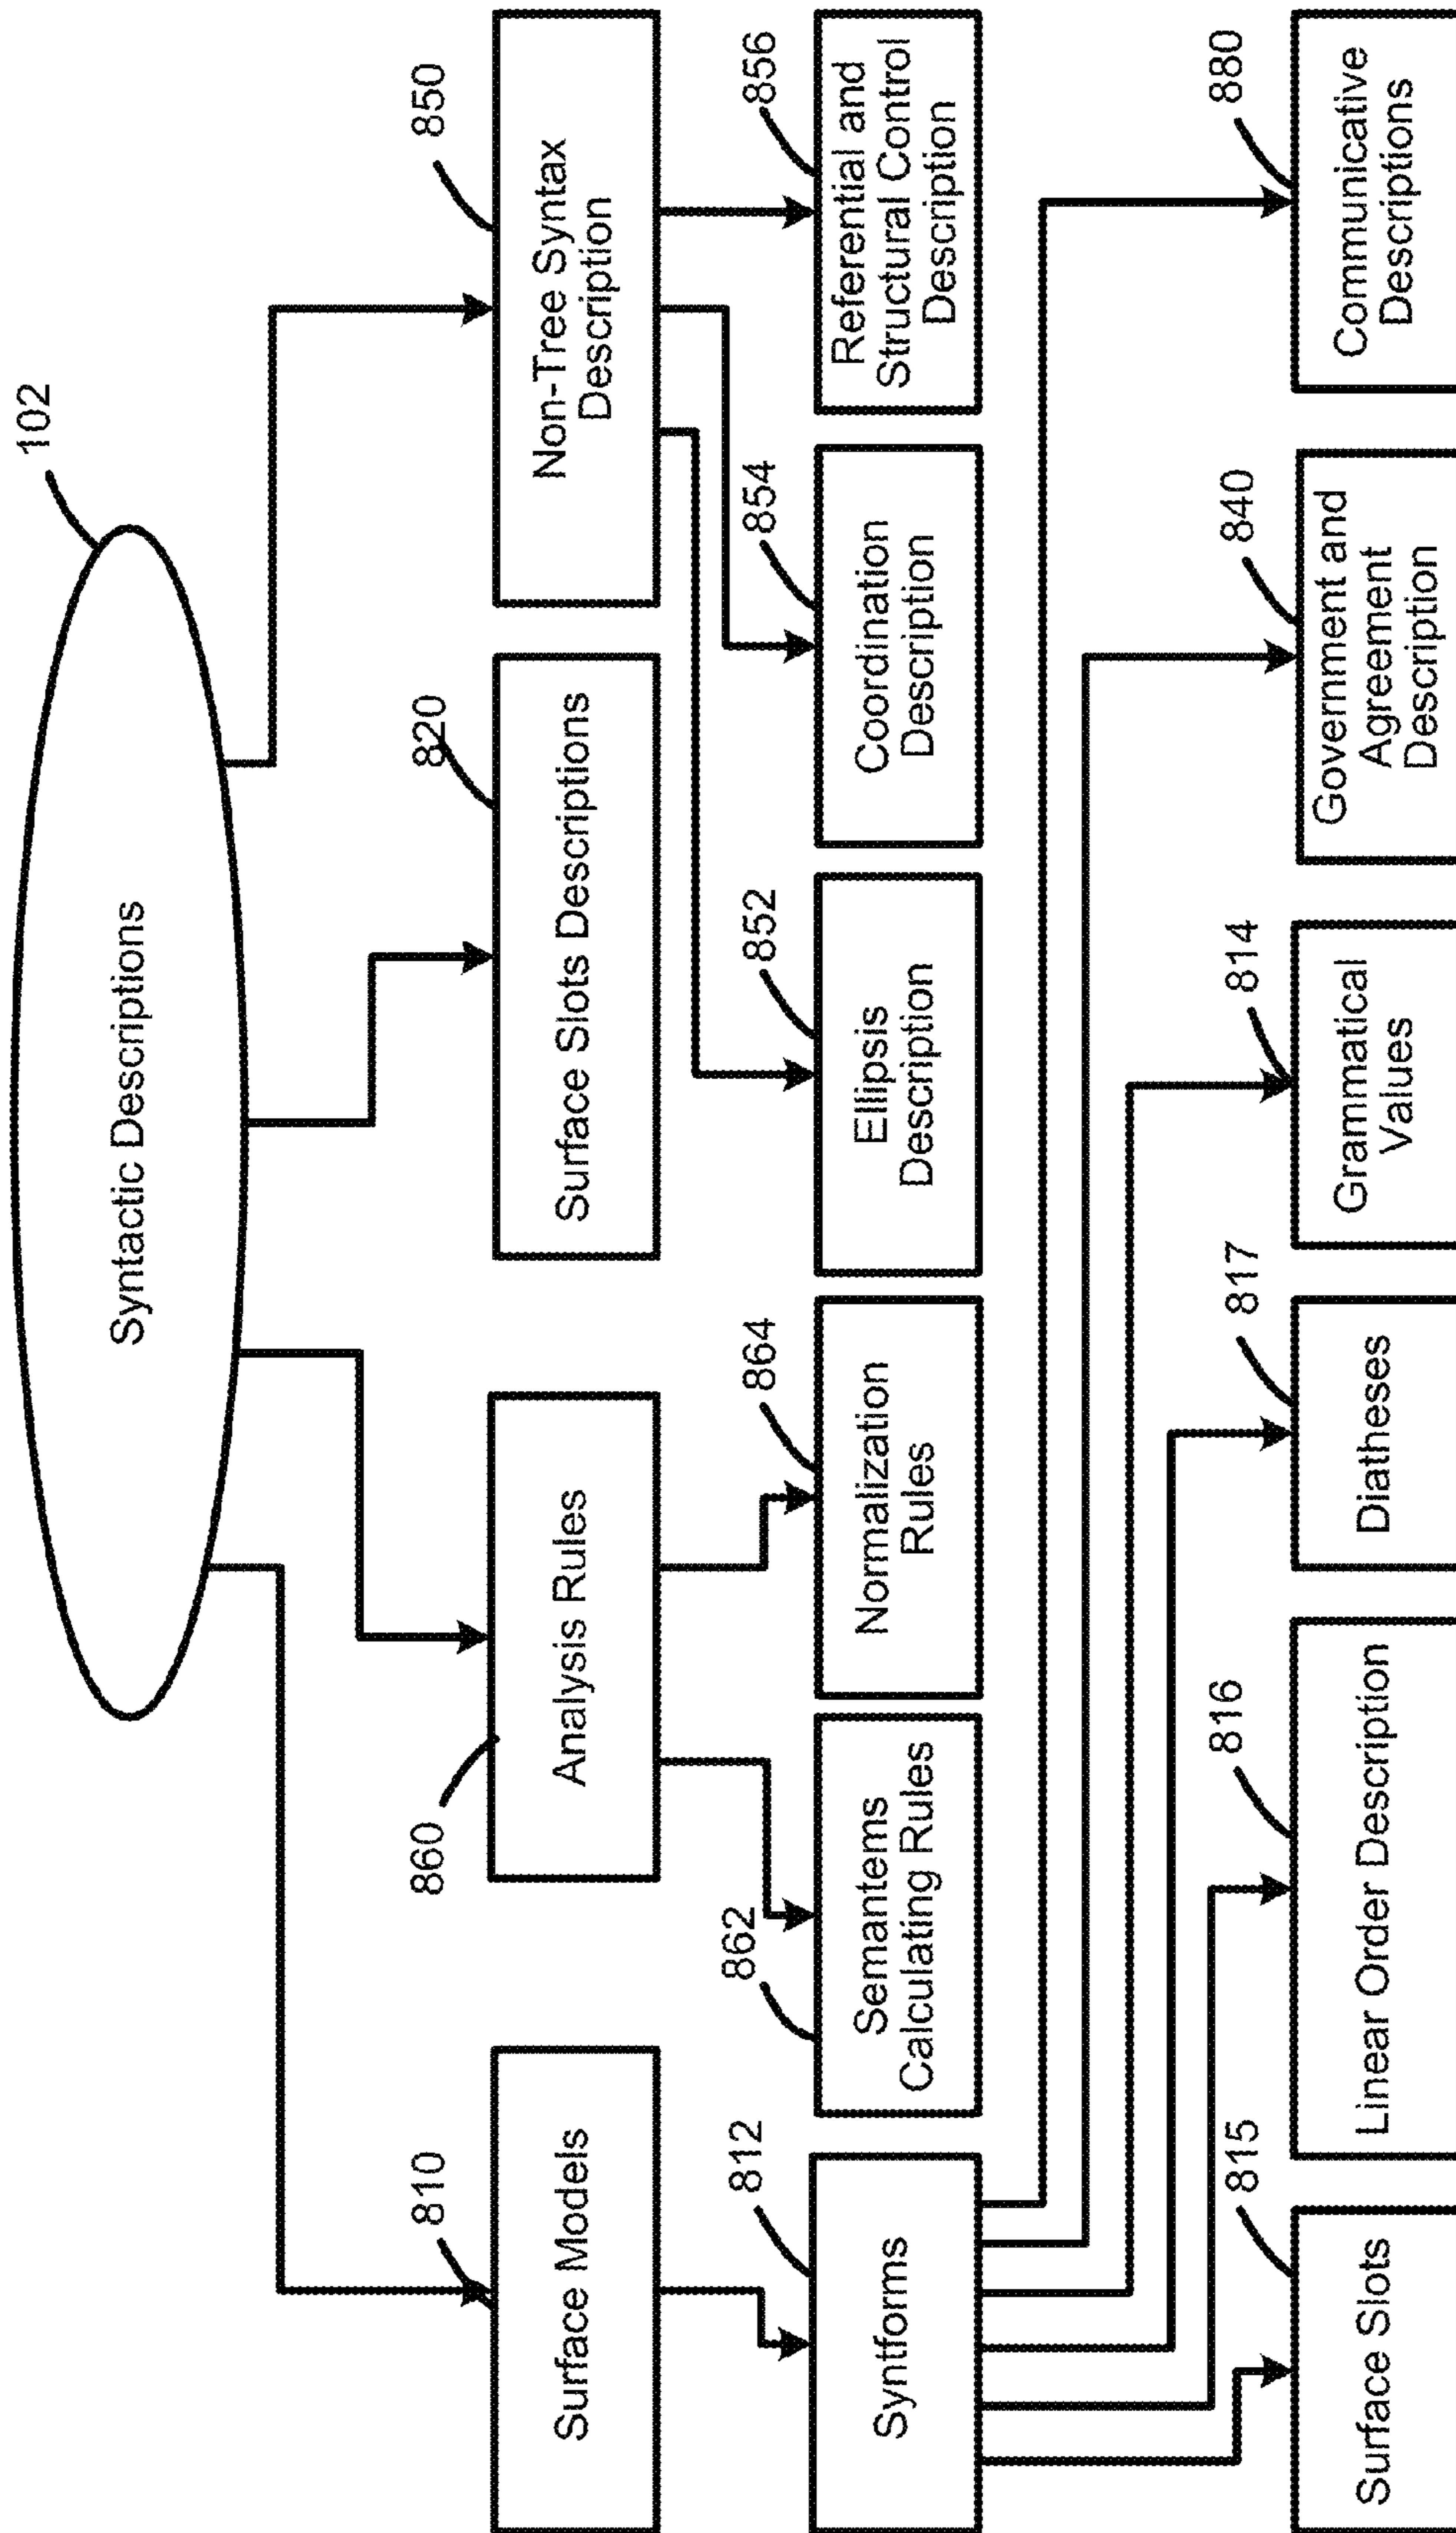 102
Syntactic Descriptions
810
Surface Models
860
Analysis Rules
820
Surface Slots Descriptions
850
Non-Tree Syntax
Description
812
Syntforms
862
Semantems
Calculating Rules
864
Normalization
Rules
852
Ellipsis
Description
854
Coordination
Description
856
Referential and
Structural Control
Description
815
Surface Slots
816
Linear Order Description
817
Diatheses
814
Grammatical
Values
840
Government and
Agreement
Description
880
Communicative
Descriptions